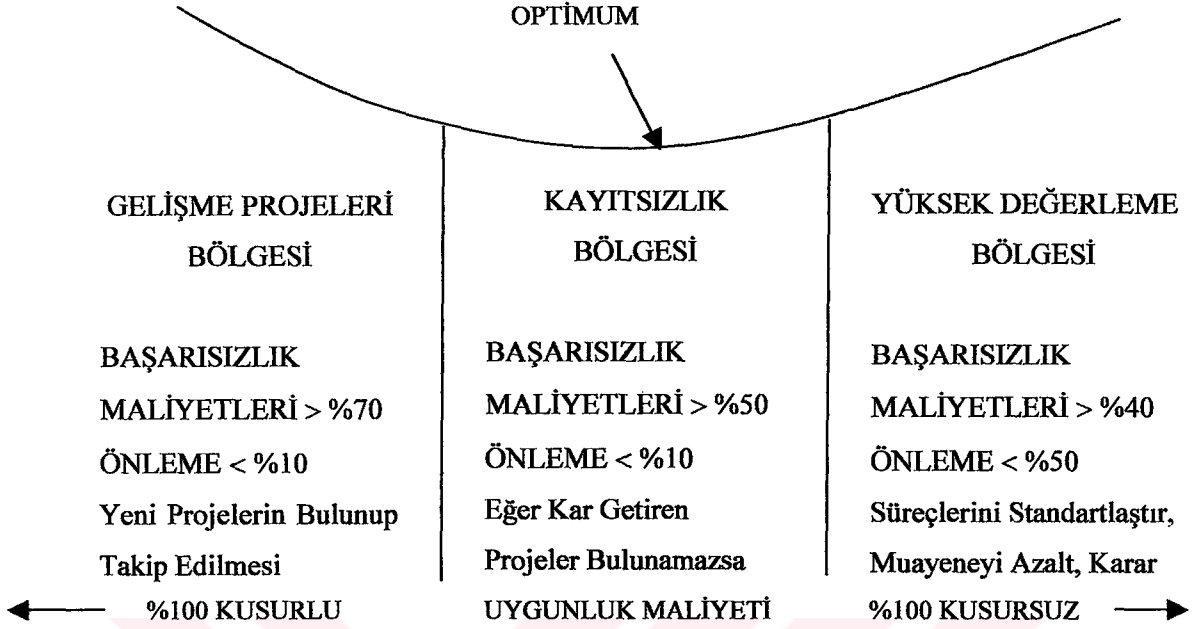 OPTİMUM
GELİŞME PROJELERİ
BÖLGESİ
BAŞARISIZLIK
MALİYETLERİ > %70
ÖNLEME < %10
Yeni Projelerin Bulunup
Takip Edilmesi
%100 KUSURLU
KAYITSIZLIK
BÖLGESİ
BAŞARISIZLIK
MALİYETLERİ > %50
ÖNLEME < %10
Eğer Kar Getiren
Projeler Bulunamazsa
UYGUNLUK MALİYETİ
YÜKSEK DEĞERLEME
BÖLGESİ
BAŞARISIZLIK
MALİYETLERİ > %40
ÖNLEME < %50
Süreçlerini Standartlaştır,
Muayeneyi Azalt, Karar
%100 KUSURSUZ